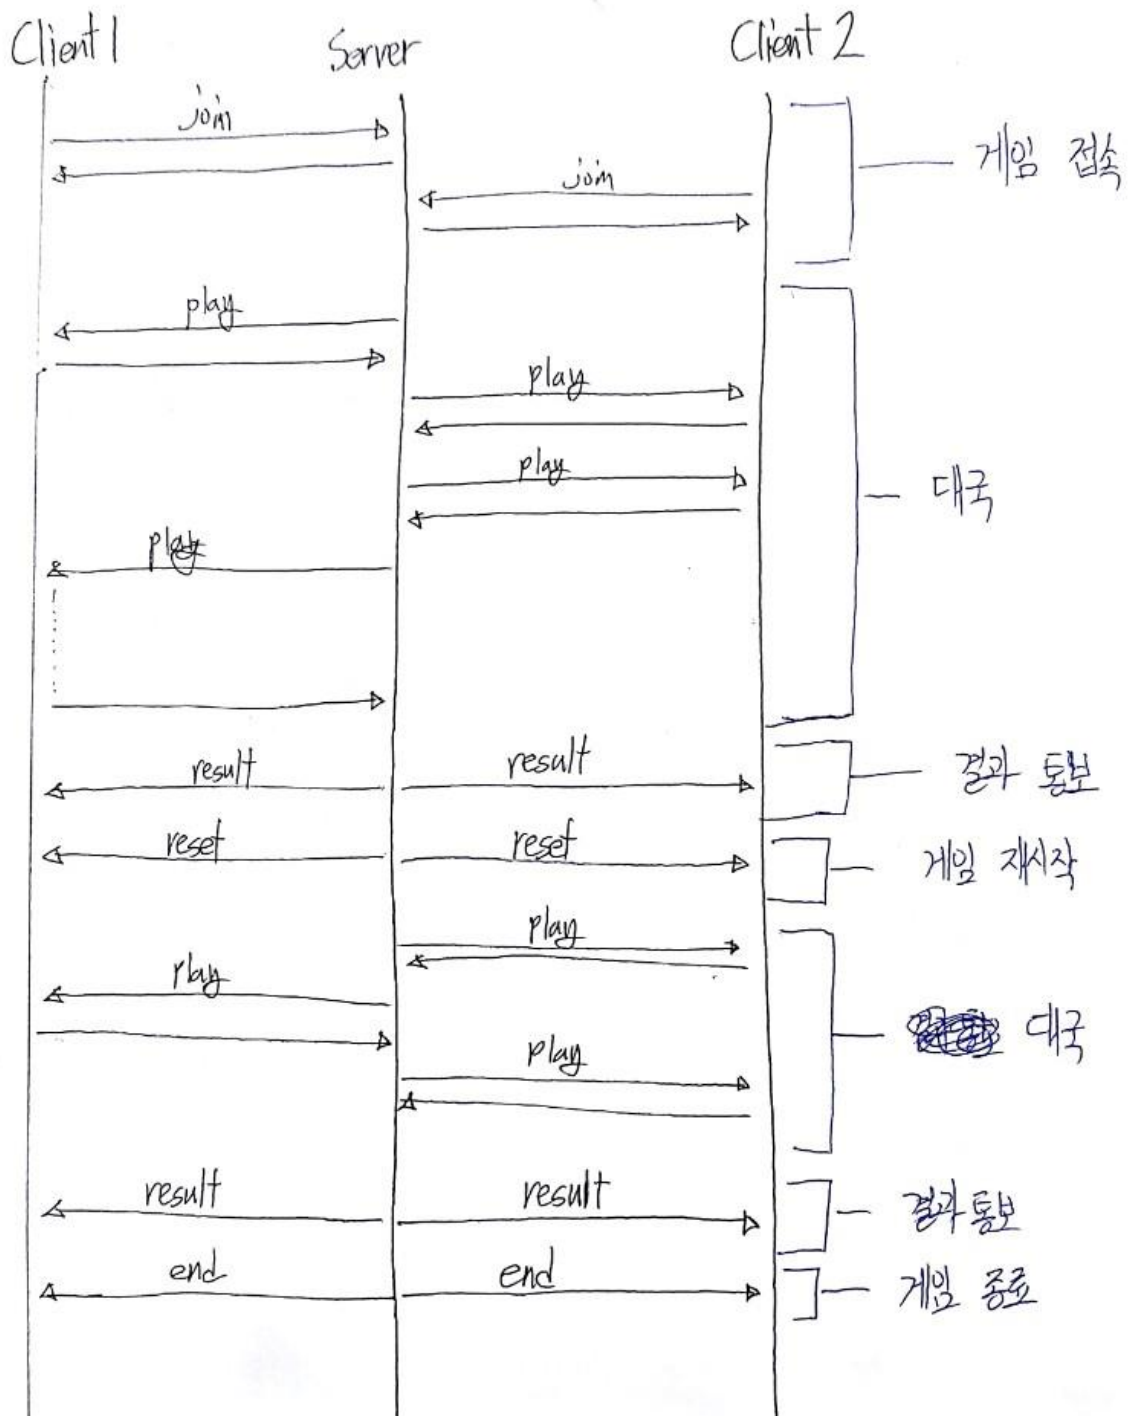 Client 1 Server Client 2
join
게임 접속
join
play
play
play
대국
play
result result 결과 통보
reset reset 게임 재시작
play
play
대국
play
result result 결과 통보
end end 게임 종료